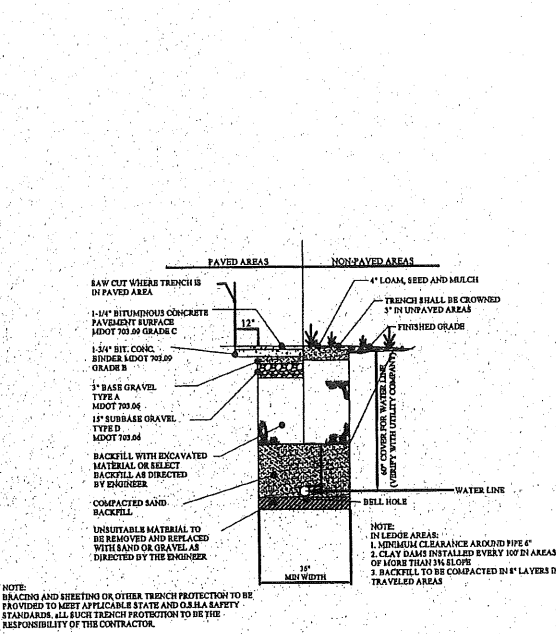 PAVED AREAS
NON-PAVED AREAS
SAW CUT WHERE TRENCH IS
IN PAVED AREA
1-1/4" BITUMINOUS CONCRETE
PAVEMENT SURFACE
MDOT 703.09 GRADE C
12"
1-3/4" BIT. CONC.
BINDER MDOT 703.09
GRADE B
3" BASE GRAVEL
TYPE A
MDOT 703.06
15" SUBBASE GRAVEL
TYPE D
MDOT 703.06
BACKFILL WITH EXCAVATED
MATERIAL OR SELECT
BACKFILL AS DIRECTED
BY ENGINEER
COMPACTED SAND
BACKFILL
UNSUITABLE MATERIAL TO
BE REMOVED AND REPLACED
WITH SAND OR GRAVEL AS
DIRECTED BY THE ENGINEER
4" LOAM, SEED AND MULCH
TRENCH SHALL BE CROWNED
3" IN UNPAVED AREAS
FINISHED GRADE
60" COVER FOR WATER LINE
(VERIFY WITH UTILITY COMPANY)
WATER LINE
BELL HOLE
36"
MIN WIDTH
NOTE:
IN LEDGE AREAS:
1. MINIMUM CLEARANCE AROUND PIPE 6"
2. CLAY DAMS INSTALLED EVERY 100' IN AREAS
OF MORE THAN 3% SLOPE
3. BACKFILL TO BE COMPACTED IN 8" LAYERS I
TRAVELED AREAS
NOTE:
BRACING AND SHEETING OR OTHER TRENCH PROTECTION TO BE
PROVIDED TO MEET APPLICABLE STATE AND O.S.H.A SAFETY
STANDARDS. ALL SUCH TRENCH PROTECTION TO BE THE
RESPONSIBILITY OF THE CONTRACTOR.